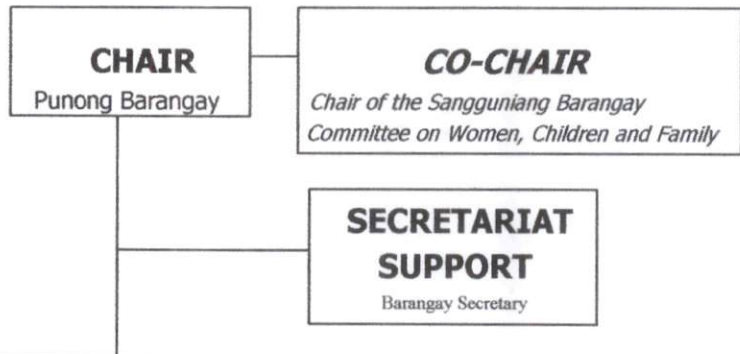 CHAIR
Punong Barangay
CO-CHAIR
Chair of the Sangguniang Barangay
Committee on Women, Children and Family
SECRETARIAT
SUPPORT
Barangay Secretary